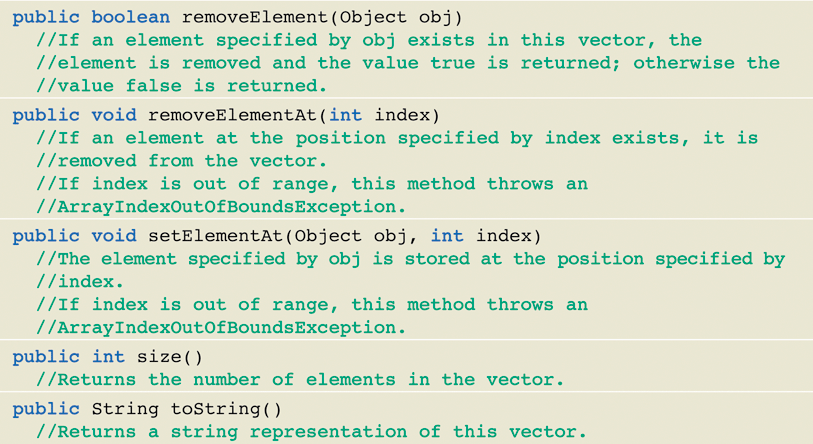 public boolean removeElement(Object obj)
//If an element specified by obj exists in this vector, the
//element is removed and the value true is returned; otherwise the
//value false is returned.
public void removeElementAt(int index)
//If an element at the position specified by index exists, it is
//removed from the vector.
//If index is out of range, this method throws an
//ArrayIndexOutOfBoundsException.
public void setElementAt(Object obj, int index)
//The element specified by obj is stored at the position specified by
//index.
//If index is out of range, this method throws an
//ArrayIndexOutOfBoundsException.
public int size()
//Returns the number of elements in the vector.
public String toString()
//Returns a string representation of this vector.